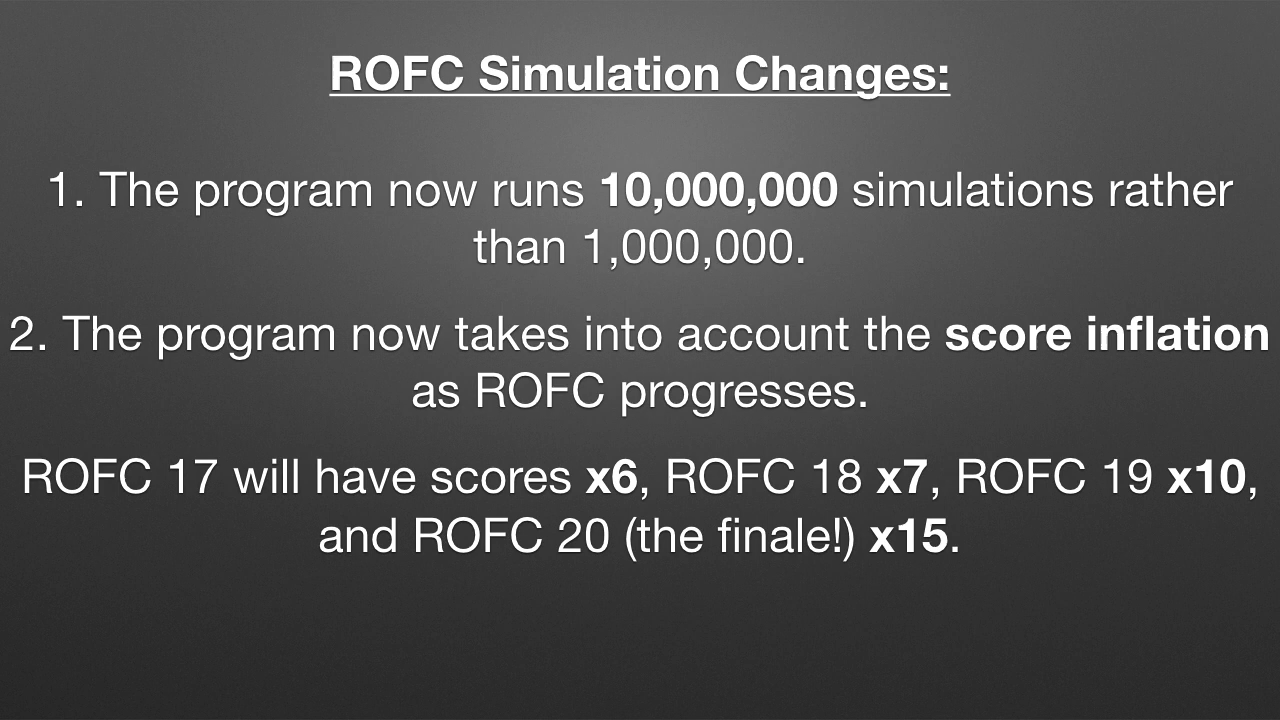 ROFC Simulation Changes:
1. The program now runs 10,000,000 simulations rather
than 1,000,000.
2. The program now takes into account the score inflation
as ROFC progresses.
ROFC 17 will have scores x6, ROFC 18 x7, ROFC 19 x10,
and ROFC 20 (the finale!) x15.